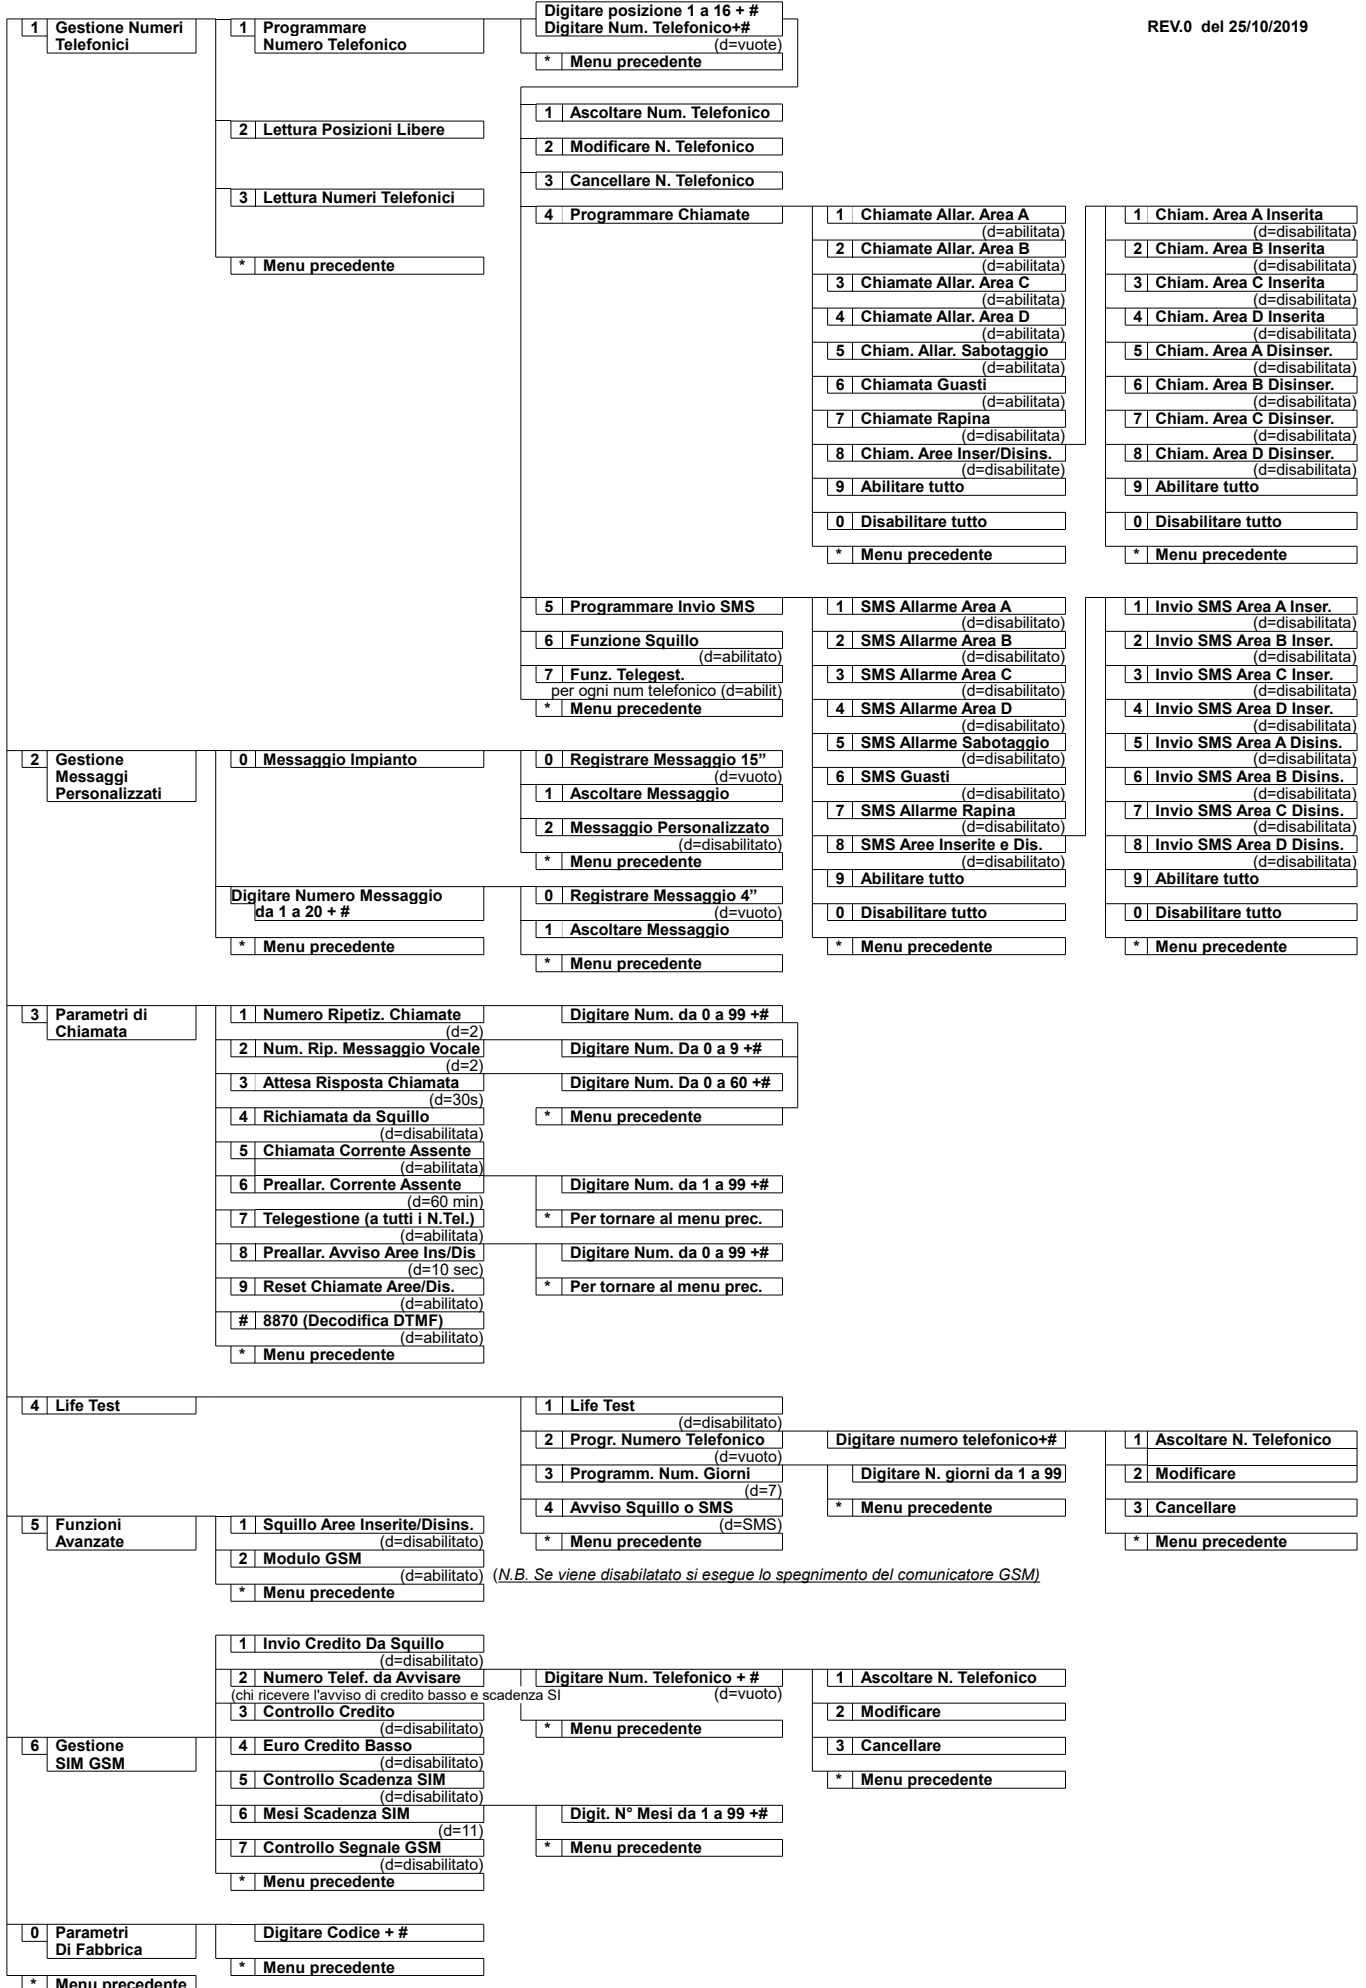 REV.0 del 25/10/2019
1 Gestione Numeri
Telefonici
1 Programmare
Numero Telefonico
Digitare posizione 1 a 16 + #
Digitare Num. Telefonico+#
(d=vuote)
* Menu precedente
2 Lettura Posizioni Libere
3 Lettura Numeri Telefonici
* Menu precedente
1 Ascoltare Num. Telefonico
2 Modificare N. Telefonico
3 Cancellare N. Telefonico
4 Programmare Chiamate
1 Chiamate Allar. Area A
(d=abilitata)
2 Chiamate Allar. Area B
(d=abilitata)
3 Chiamate Allar. Area C
(d=abilitata)
4 Chiamate Allar. Area D
(d=abilitata)
5 Chiam. Allar. Sabotaggio
(d=abilitata)
6 Chiamata Guasti
(d=abilitata)
7 Chiamate Rapina
(d=disabilitata)
8 Chiam. Aree Inser/Disins.
(d=disabilitate)
9 Abilitare tutto
0 Disabilitare tutto
* Menu precedente
1 Chiam. Area A Inserita
(d=disabilitata)
2 Chiam. Area B Inserita
(d=disabilitata)
3 Chiam. Area C Inserita
(d=disabilitata)
4 Chiam. Area D Inserita
(d=disabilitata)
5 Chiam. Area A Disinser.
(d=disabilitata)
6 Chiam. Area B Disinser.
(d=disabilitata)
7 Chiam. Area C Disinser.
(d=disabilitata)
8 Chiam. Area D Disinser.
(d=disabilitata)
9 Abilitare tutto
0 Disabilitare tutto
* Menu precedente
5 Programmare Invio SMS
6 Funzione Squillo
(d=abilitato)
7 Funz. Telegest.
per ogni num telefonico (d=abilit)
* Menu precedente
1 SMS Allarme Area A
(d=disabilitato)
2 SMS Allarme Area B
(d=disabilitato)
3 SMS Allarme Area C
(d=disabilitato)
4 SMS Allarme Area D
(d=disabilitato)
5 SMS Allarme Sabotaggio
(d=disabilitato)
6 SMS Guasti
(d=disabilitato)
7 SMS Allarme Rapina
(d=disabilitato)
8 SMS Aree Inserite e Dis.
(d=disabilitato)
9 Abilitare tutto
0 Disabilitare tutto
* Menu precedente
1 Invio SMS Area A Inser.
(d=disabilitata)
2 Invio SMS Area B Inser.
(d=disabilitata)
3 Invio SMS Area C Inser.
(d=disabilitata)
4 Invio SMS Area D Inser.
(d=disabilitata)
5 Invio SMS Area A Disins.
(d=disabilitata)
6 Invio SMS Area B Disins.
(d=disabilitata)
7 Invio SMS Area C Disins.
(d=disabilitata)
8 Invio SMS Area D Disins.
(d=disabilitata)
9 Abilitare tutto
0 Disabilitare tutto
* Menu precedente
2 Gestione
Messaggi
Personalizzati
0 Messaggio Impianto
0 Registrare Messaggio 15”
(d=vuoto)
1 Ascoltare Messaggio
2 Messaggio Personalizzato
(d=disabilitato)
* Menu precedente
Digitare Numero Messaggio
da 1 a 20 + #
* Menu precedente
0 Registrare Messaggio 4”
(d=vuoto)
1 Ascoltare Messaggio
* Menu precedente
3 Parametri di
Chiamata
1 Numero Ripetiz. Chiamate
(d=2)
2 Num. Rip. Messaggio Vocale
(d=2)
3 Attesa Risposta Chiamata
(d=30s)
4 Richiamata da Squillo
(d=disabilitata)
5 Chiamata Corrente Assente
(d=abilitata)
6 Preallar. Corrente Assente
(d=60 min)
7 Telegestione (a tutti i N.Tel.)
(d=abilitata)
8 Preallar. Avviso Aree Ins/Dis
(d=10 sec)
9 Reset Chiamate Aree/Dis.
(d=abilitato)
# 8870 (Decodifica DTMF)
(d=abilitato)
* Menu precedente
Digitare Num. da 0 a 99 +#
Digitare Num. Da 0 a 9 +#
Digitare Num. Da 0 a 60 +#
* Menu precedente
Digitare Num. da 1 a 99 +#
* Per tornare al menu prec.
Digitare Num. da 0 a 99 +#
* Per tornare al menu prec.
4 Life Test
1 Life Test
(d=disabilitato)
2 Progr. Numero Telefonico
(d=vuoto)
3 Programm. Num. Giorni
(d=7)
4 Avviso Squillo o SMS
(d=SMS)
* Menu precedente
Digitare numero telefonico+#
Digitare N. giorni da 1 a 99
* Menu precedente
1 Ascoltare N. Telefonico
2 Modificare
3 Cancellare
* Menu precedente
5 Funzioni
Avanzate
1 Squillo Aree Inserite/Disins.
(d=disabilitato)
2 Modulo GSM
(d=abilitato) (N.B. Se viene disabilatato si esegue lo spegnimento del comunicatore GSM)
* Menu precedente
6 Gestione
SIM GSM
1 Invio Credito Da Squillo
(d=disabilitato)
2 Numero Telef. da Avvisare
(chi ricevere l'avviso di credito basso e scadenza SI
3 Controllo Credito
(d=disabilitato)
4 Euro Credito Basso
(d=disabilitato)
5 Controllo Scadenza SIM
(d=disabilitato)
6 Mesi Scadenza SIM
(d=11)
7 Controllo Segnale GSM
(d=disabilitato)
* Menu precedente
Digitare Num. Telefonico + #
(d=vuoto)
* Menu precedente
1 Ascoltare N. Telefonico
2 Modificare
3 Cancellare
* Menu precedente
Digit. N° Mesi da 1 a 99 +#
* Menu precedente
0 Parametri
Di Fabbrica
Digitare Codice + #
* Menu precedente
* Menu precedente